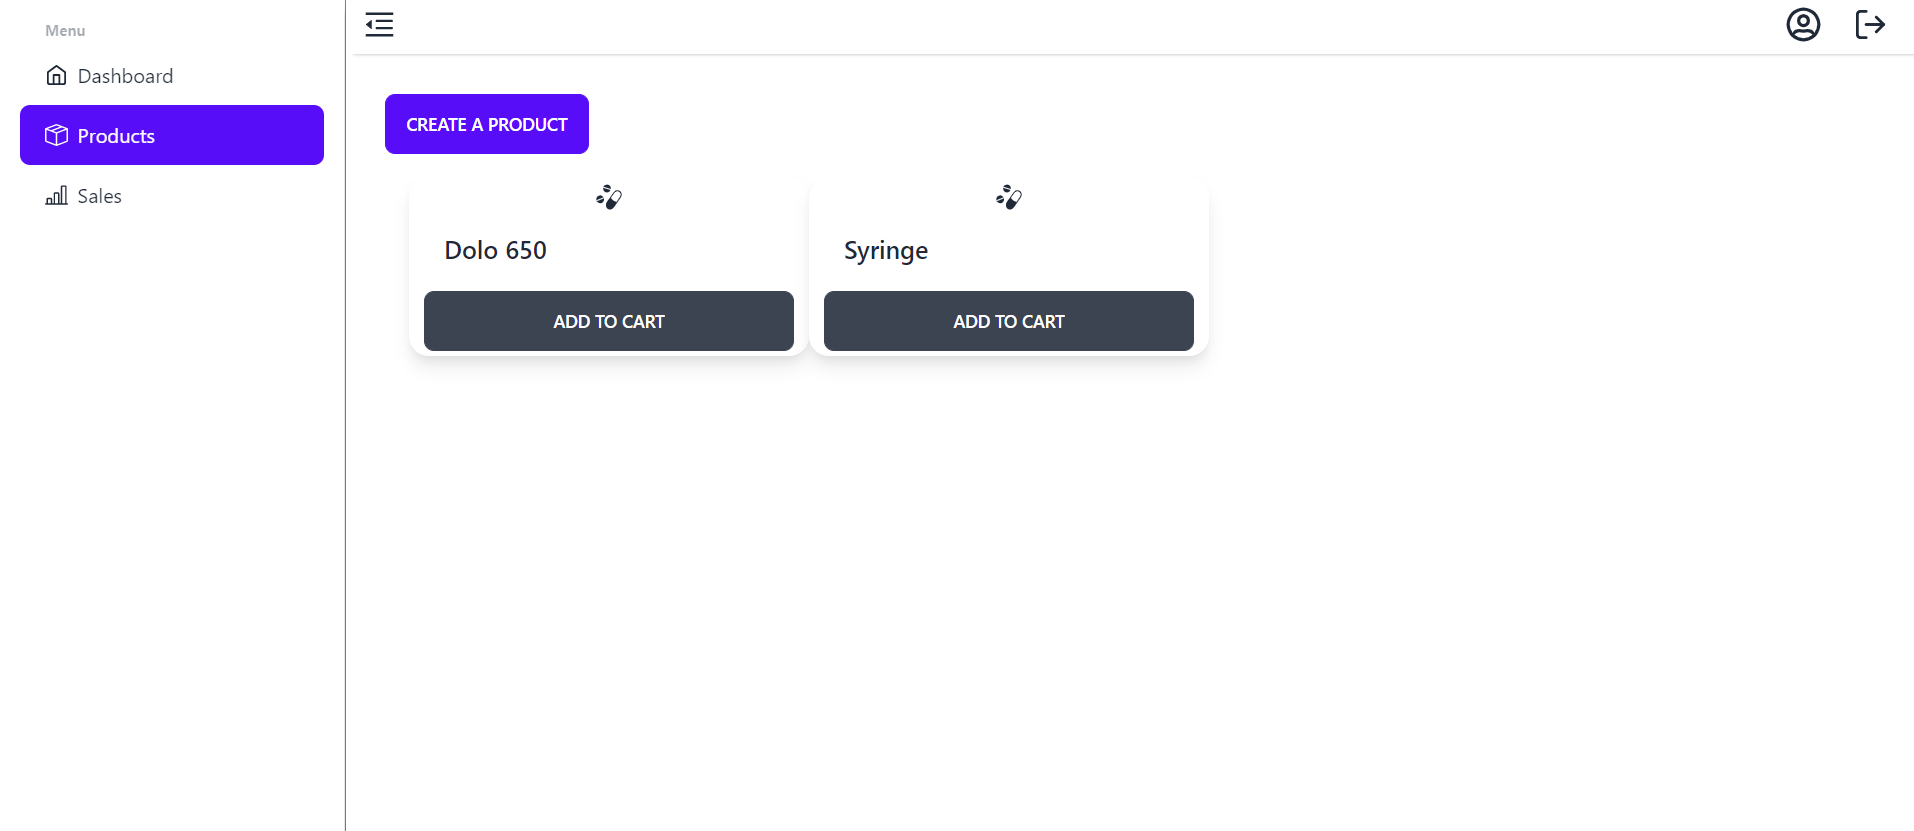 Menu
Dashboard
Products
Sales
CREATE A PRODUCT
Dolo 650
ADD TO CART
Syringe
ADD TO CART